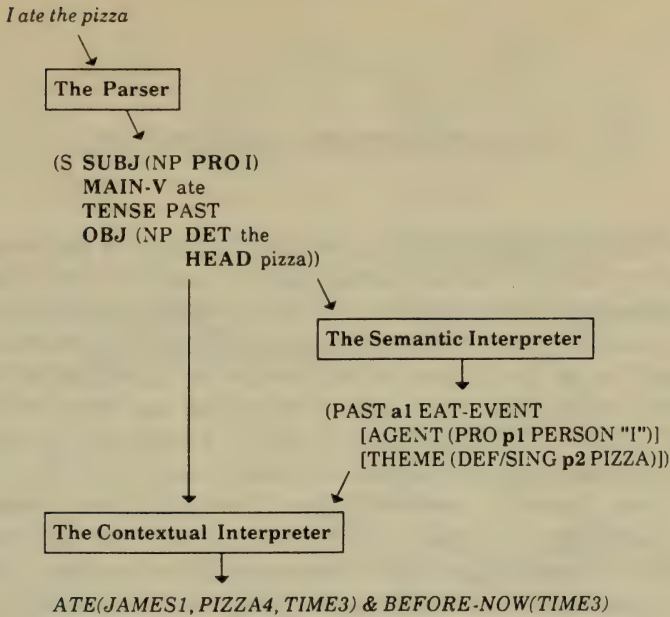 I ate the pizza
The Parser
(S SUBJ (NP PRO I)
MAIN-V ate
TENSE PAST
OBJ (NP DET the
HEAD pizza))
The Semantic Interpreter
(PAST a1 EAT-EVENT
[AGENT (PRO p1 PERSON "I")]
[THEME (DEF/SING p2 PIZZA)])
The Contextual Interpreter
ATE(JAMES1, PIZZA4, TIME3) & BEFORE-NOW(TIME3)